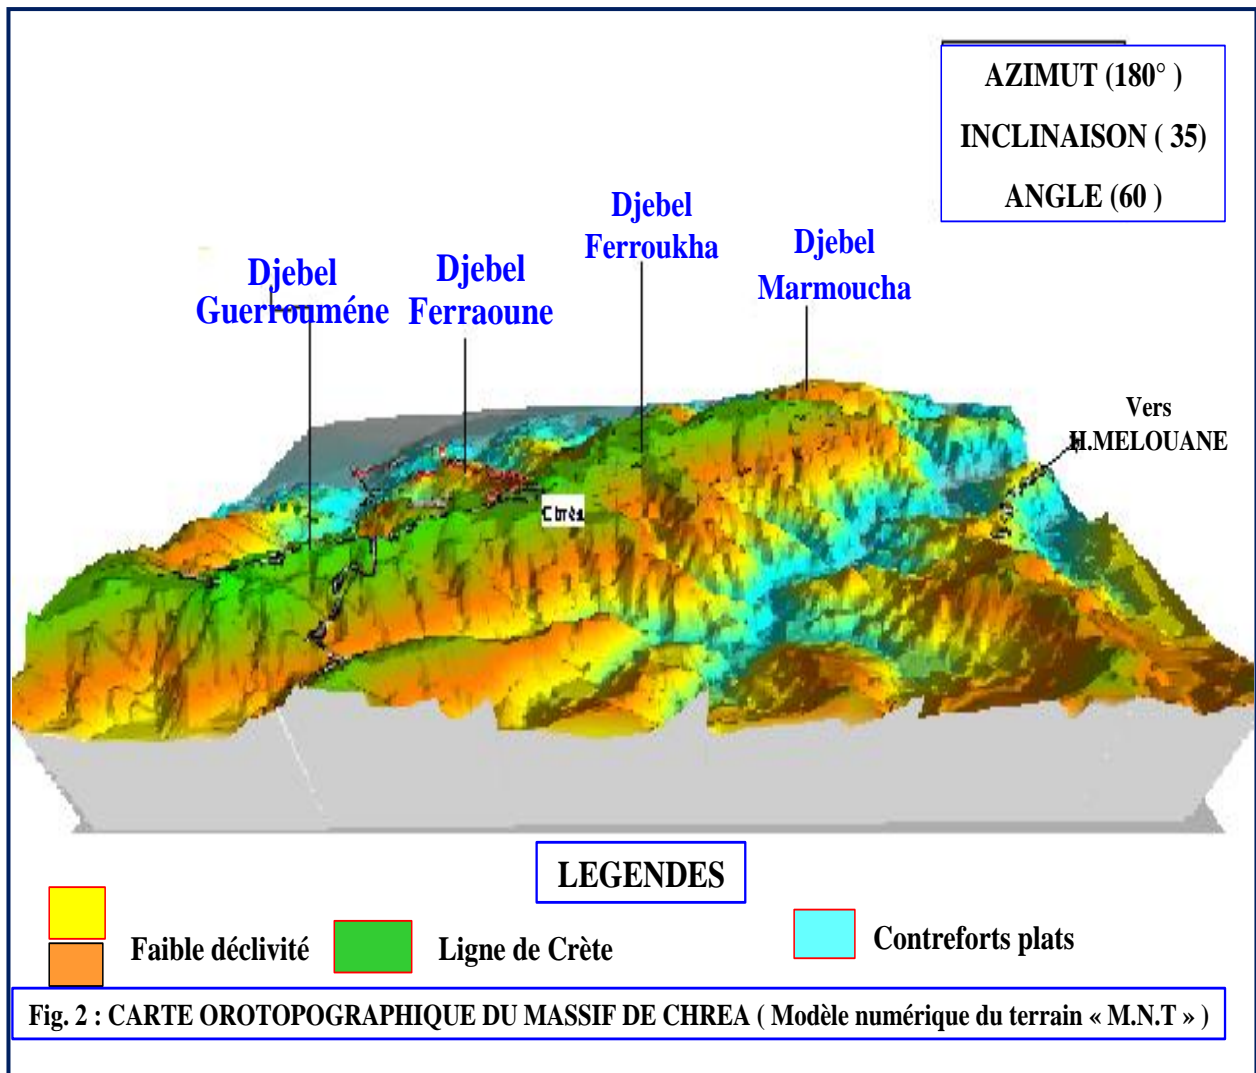 AZIMUT (180° )
INCLINAISON ( 35)
ANGLE (60 )
Djebel
Ferroukha
Djebel
Marmoucha
Djebel
Guerrouméne
Djebel
Ferraoune
Vers
H.MELOUANE
Chréa
LEGENDES
Faible déclivité
Ligne de Crète
Contreforts plats
Fig. 2 : CARTE OROTOPOGRAPHIQUE DU MASSIF DE CHREA ( Modèle numérique du terrain « M.N.T » )